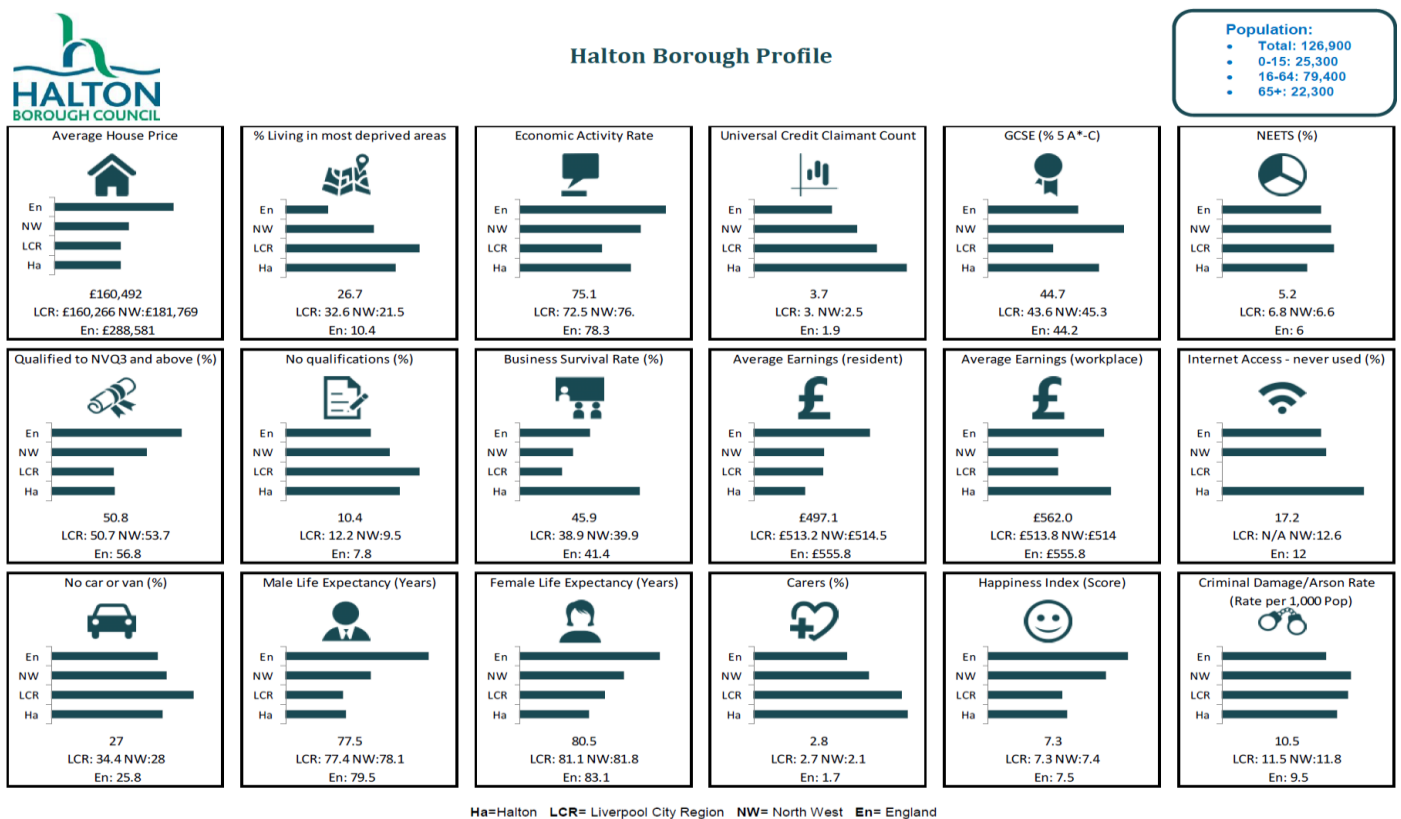 HALTON
BOROUGH COUNCIL
Halton Borough Profile
Population:
• Total: 126,900
• 0-15: 25,300
• 16-64: 79,400
• 65+: 22,300
Average House Price
En
NW
LCR
Ha
£160,492
LCR: £160,266 NW:£181,769
En: £288,581
% Living in most deprived areas
En
NW
LCR
Ha
26.7
LCR: 32.6 NW:21.5
En: 10.4
Economic Activity Rate
En
NW
LCR
Ha
75.1
LCR: 72.5 NW:76.
En: 78.3
Universal Credit Claimant Count
En
NW
LCR
Ha
3.7
LCR: 3. NW:2.5
En: 1.9
GCSE (% 5 A*-C)
En
NW
LCR
Ha
44.7
LCR: 43.6 NW:45.3
En: 44.2
NEETS (%)
En
NW
LCR
Ha
5.2
LCR: 6.8 NW:6.6
En: 6
Qualified to NVQ3 and above (%)
En
NW
LCR
Ha
50.8
LCR: 50.7 NW:53.7
En: 56.8
No qualifications (%)
En
NW
LCR
Ha
10.4
LCR: 12.2 NW:9.5
En: 7.8
Business Survival Rate (%)
En
NW
LCR
Ha
45.9
LCR: 38.9 NW:39.9
En: 41.4
Average Earnings (resident)
En
NW
LCR
Ha
£497.1
LCR: £513.2 NW:£514.5
En: £555.8
Average Earnings (workplace)
En
NW
LCR
Ha
£562.0
LCR: £513.8 NW:£514
En: £555.8
Internet Access - never used (%)
En
NW
LCR
Ha
17.2
LCR: N/A NW:12.6
En: 12
No car or van (%)
En
NW
LCR
Ha
27
LCR: 34.4 NW:28
En: 25.8
Male Life Expectancy (Years)
En
NW
LCR
Ha
77.5
LCR: 77.4 NW:78.1
En: 79.5
Female Life Expectancy (Years)
En
NW
LCR
Ha
80.5
LCR: 81.1 NW:81.8
En: 83.1
Carers (%)
En
NW
LCR
Ha
2.8
LCR: 2.7 NW:2.1
En: 1.7
Happiness Index (Score)
En
NW
LCR
Ha
7.3
LCR: 7.3 NW:7.4
En: 7.5
Criminal Damage/Arson Rate
(Rate per 1,000 Pop)
En
NW
LCR
Ha
10.5
LCR: 11.5 NW:11.8
En: 9.5
Ha=Halton LCR= Liverpool City Region NW= North West En= England